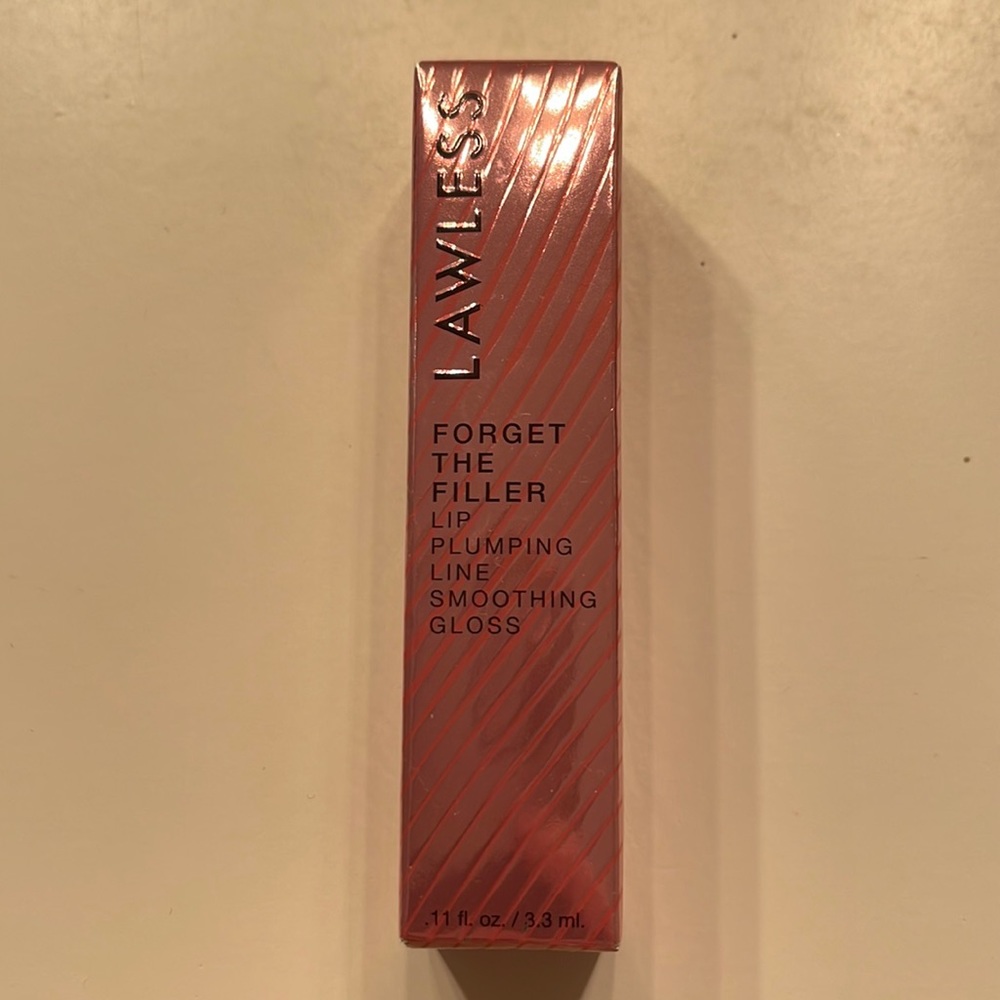 LAWLESS
FORGET
THE
FILLER
LIP
PLUMPING
LINE
SMOOTHING
GLOSS
.11 fl. oz. / 3.3 ml.